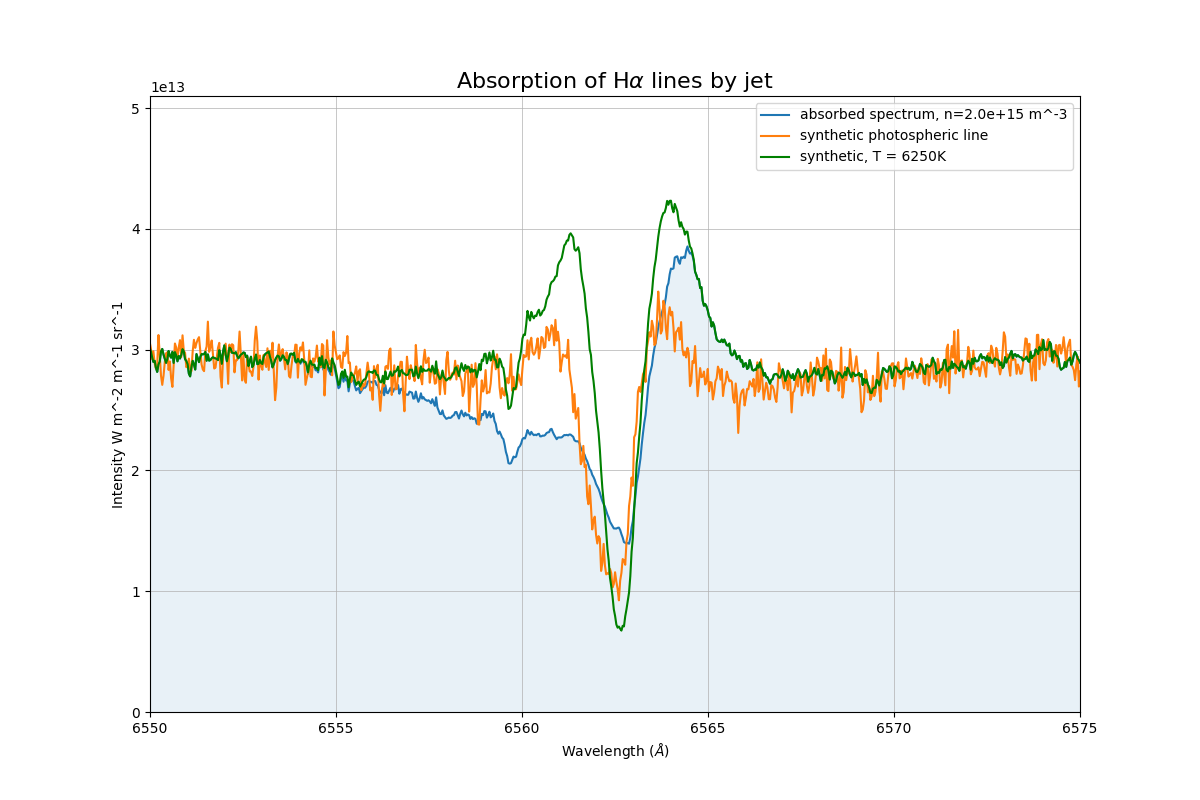 Absorption of Hα lines by jet
1e13
absorbed spectrum, n=2.0e+15 m^-3
synthetic photospheric line
synthetic, T = 6250K
Intensity W m^-2 m^-1 sr^-1
5
4
3
2
1
0
6550 6555 6560 6565 6570 6575
Wavelength (Å)